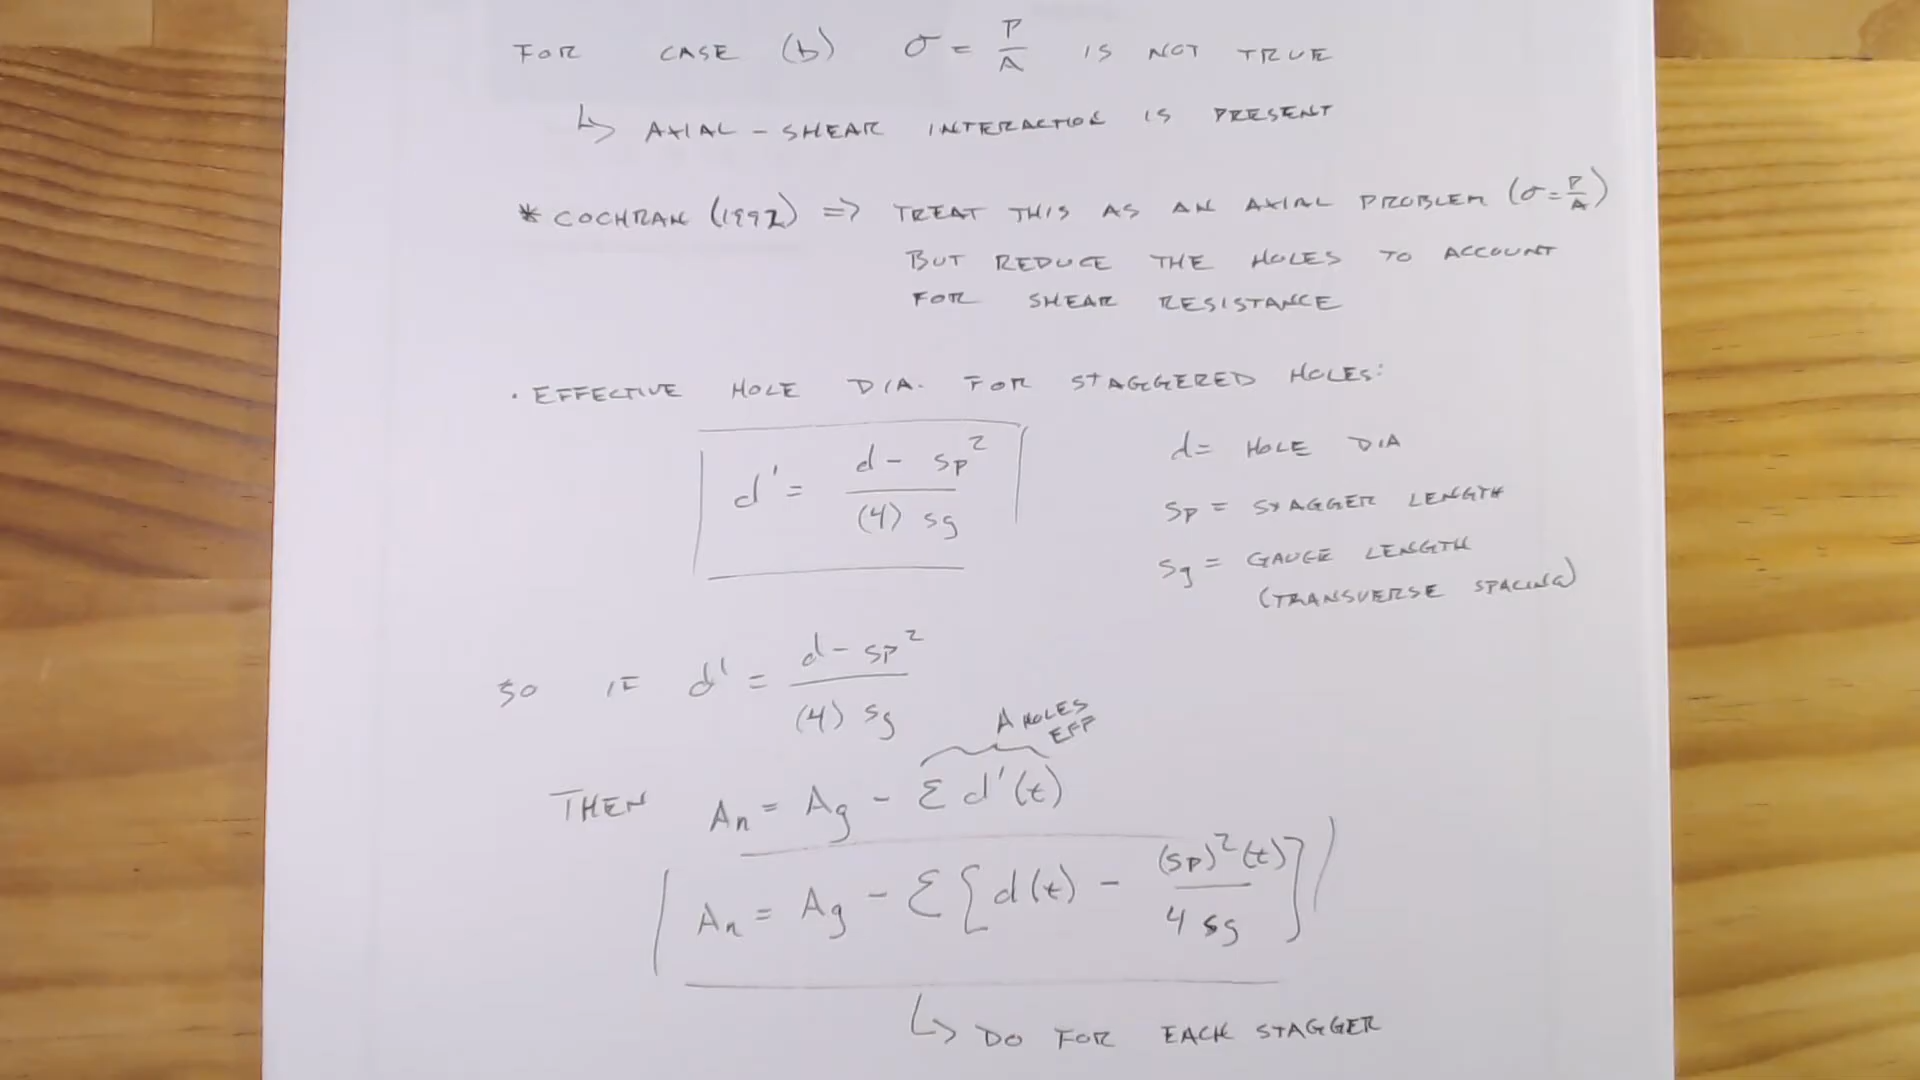 FOR CASE (b) σ = P/A IS NOT TRUE
↳ AXIAL - SHEAR INTERACTION IS PRESENT
* COCHRAN (1992) => TREAT THIS AS AN AXIAL PROBLEM (σ = P/A)
BUT REDUCE THE HOLES TO ACCOUNT
FOR SHEAR RESISTANCE
· EFFECTIVE HOLE DIA. FOR STAGGERED HOLES:
d' = (d - sp²)/((4) sg)
d = HOLE DIA
sp = STAGGER LENGTH
sg = GAUGE LENGTH
(TRANSVERSE SPACING)
SO IF d' = (d - sp²)/((4) sg)
A HOLES
EFF
THEN An = Ag - Σ d'(t)
An = Ag - Σ [d(t) - (sp)²(t)/(4 sg)]
↳ DO FOR EACH STAGGER